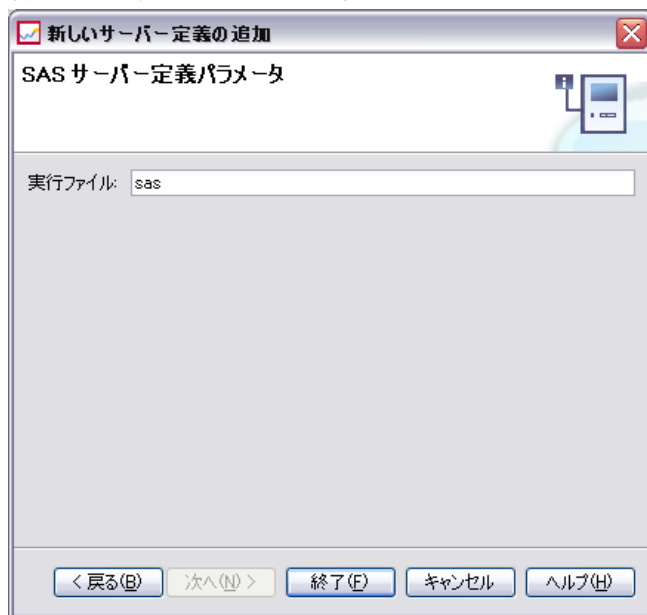 新しいサーバー定義の追加
SAS サーバー定義パラメータ
実行ファイル: sas
< 戻る(B) 次へ(N) > 終了(F) キャンセル ヘルプ(H)